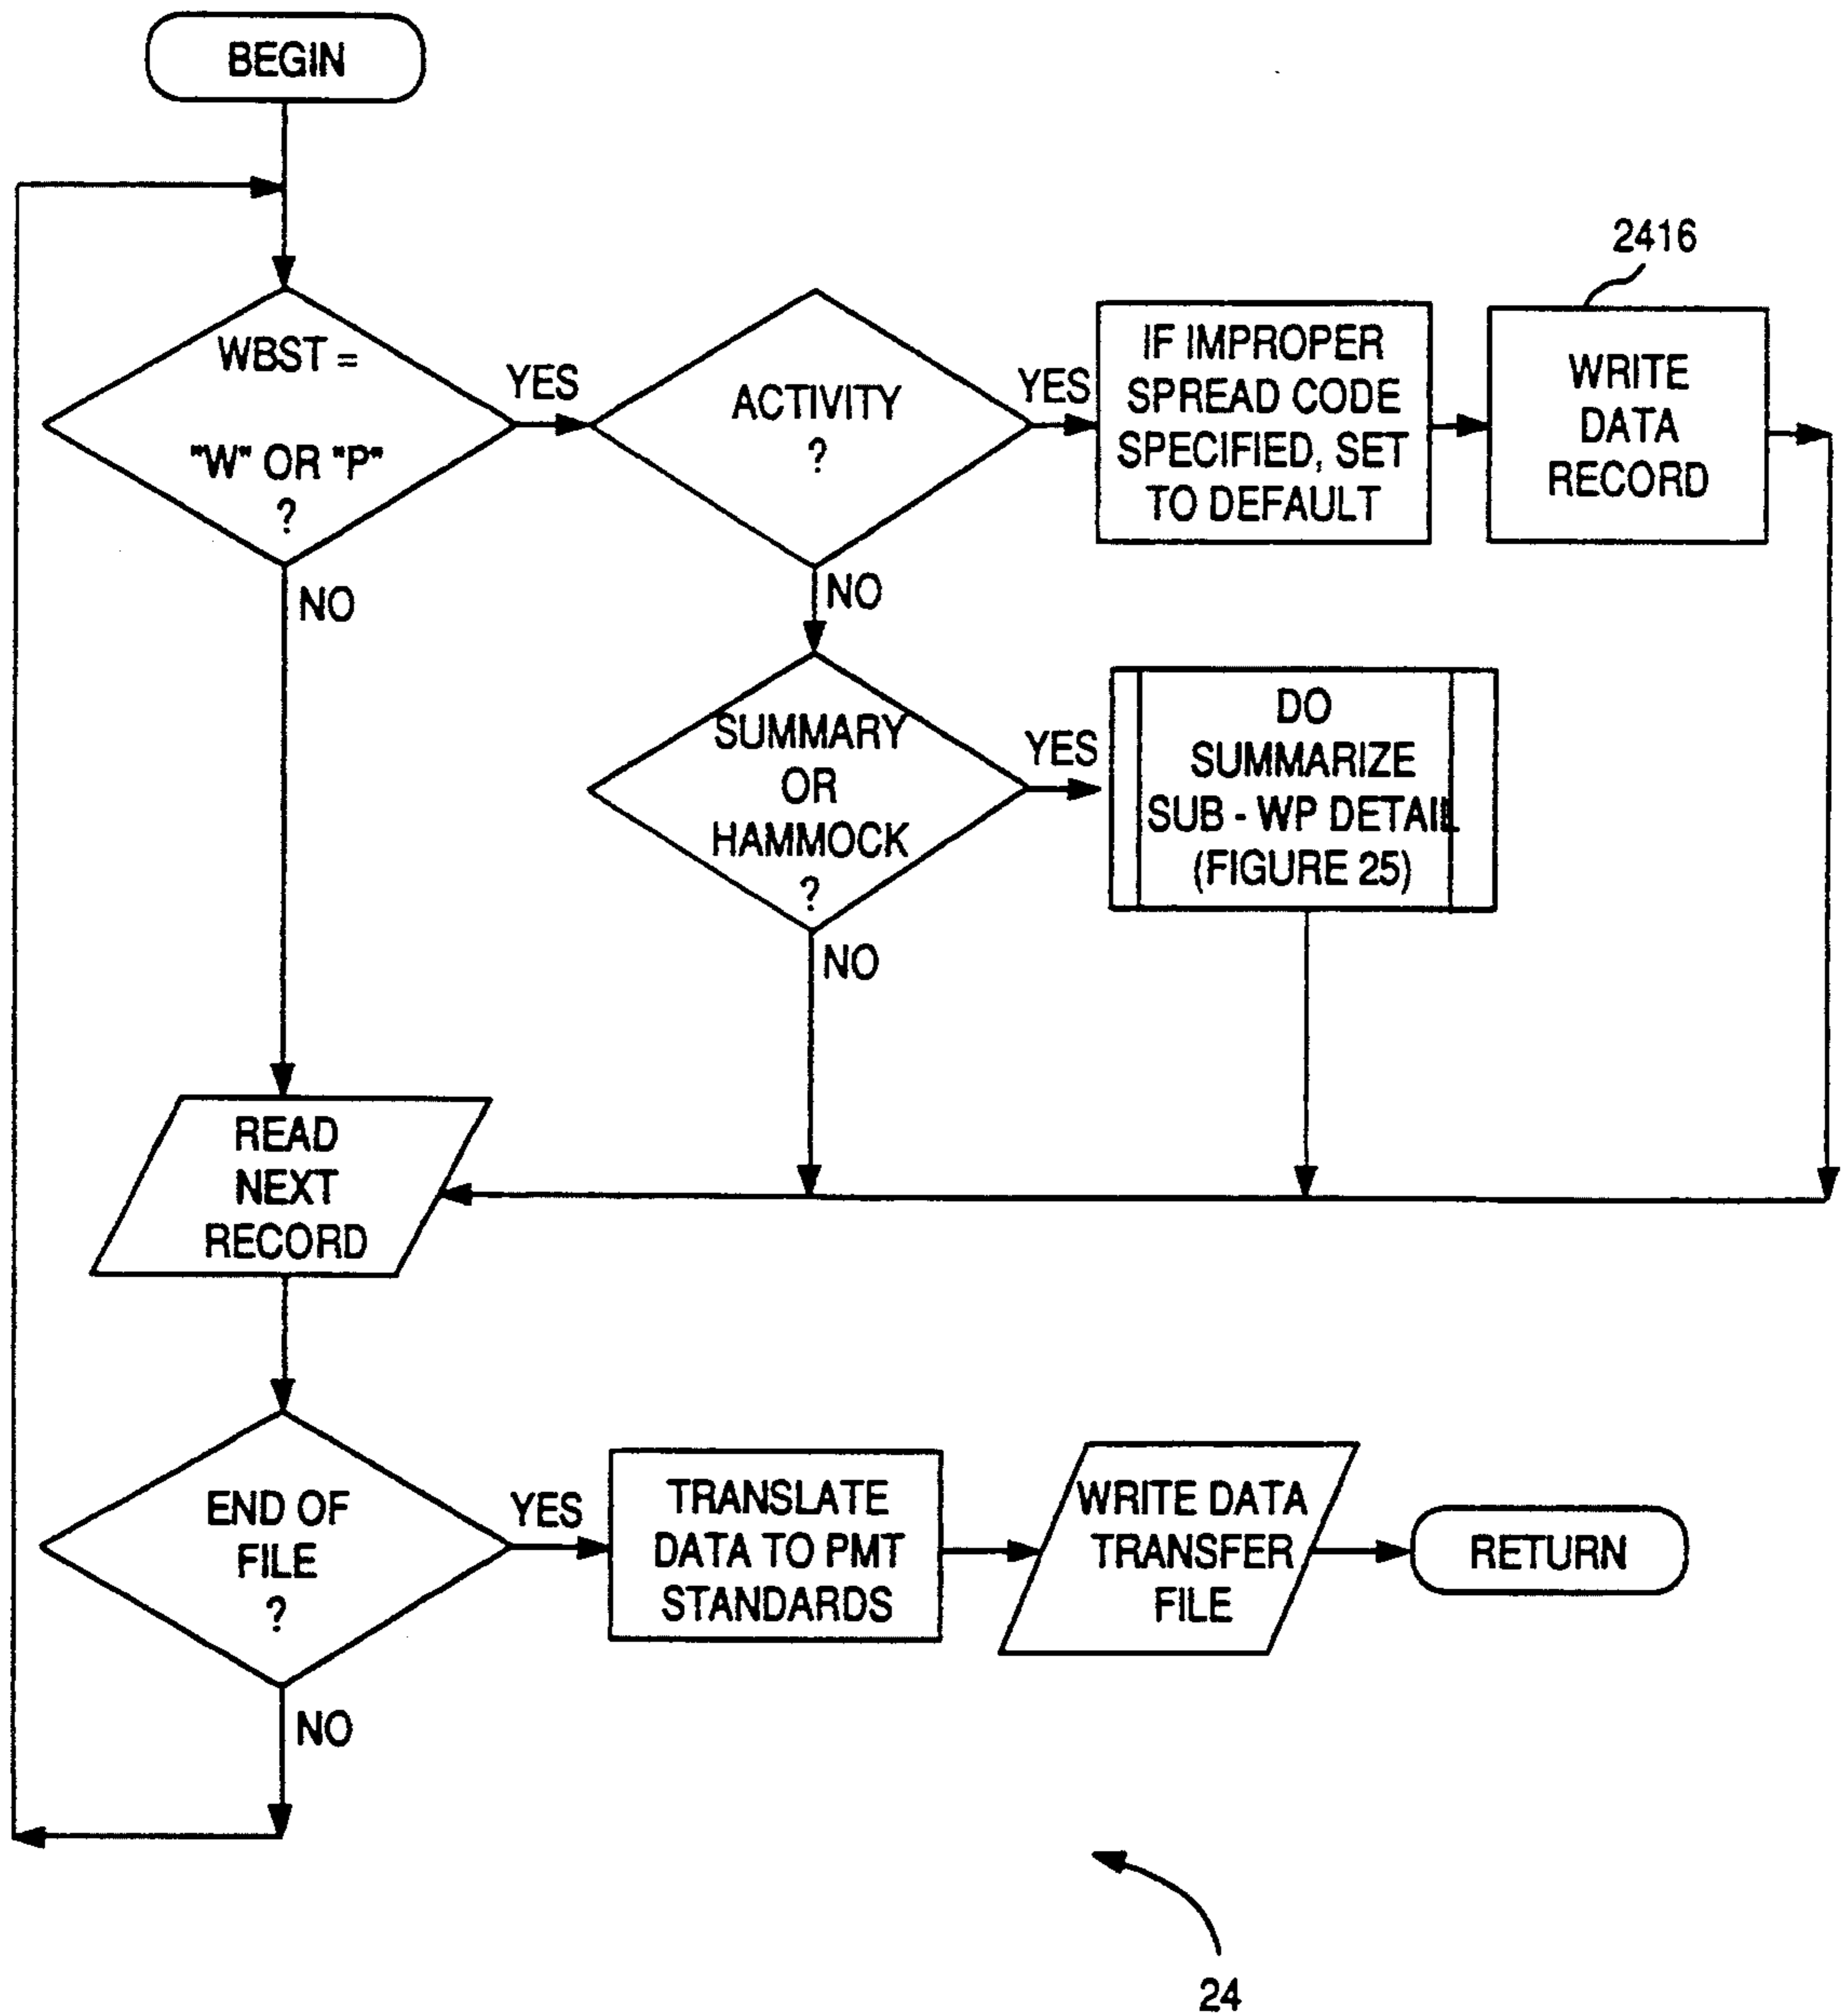 BEGIN
2416
WBST =
"W" OR "P"
?
YES
NO
ACTIVITY
?
YES
NO
IF IMPROPER
SPREAD CODE
SPECIFIED, SET
TO DEFAULT
WRITE
DATA
RECORD
SUMMARY
OR
HAMMOCK
?
YES
NO
DO
SUMMARIZE
SUB - WP DETAIL
(FIGURE 25)
READ
NEXT
RECORD
END OF
FILE
?
YES
NO
TRANSLATE
DATA TO PMT
STANDARDS
WRITE DATA
TRANSFER
FILE
RETURN
24